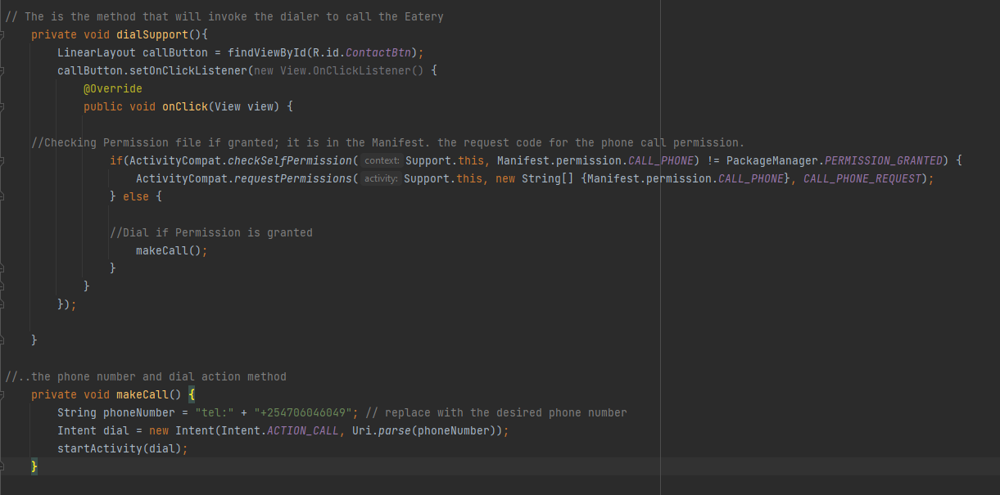 // The is the method that will invoke the dialer to call the Eatery
private void dialSupport(){
LinearLayout callButton = findViewById(R.id.ContactBtn);
callButton.setOnClickListener(new View.OnClickListener() {
@Override
public void onClick(View view) {
//Checking Permission file if granted; it is in the Manifest. the request code for the phone call permission.
if(ActivityCompat.checkSelfPermission( context: Support.this, Manifest.permission.CALL_PHONE) != PackageManager.PERMISSION_GRANTED) {
ActivityCompat.requestPermissions( activity: Support.this, new String[] {Manifest.permission.CALL_PHONE}, CALL_PHONE_REQUEST);
} else {
//Dial if Permission is granted
makeCall();
}
}
});
}
//..the phone number and dial action method
private void makeCall() {
String phoneNumber = "tel:" + "+254706046049"; // replace with the desired phone number
Intent dial = new Intent(Intent.ACTION_CALL, Uri.parse(phoneNumber));
startActivity(dial);
}